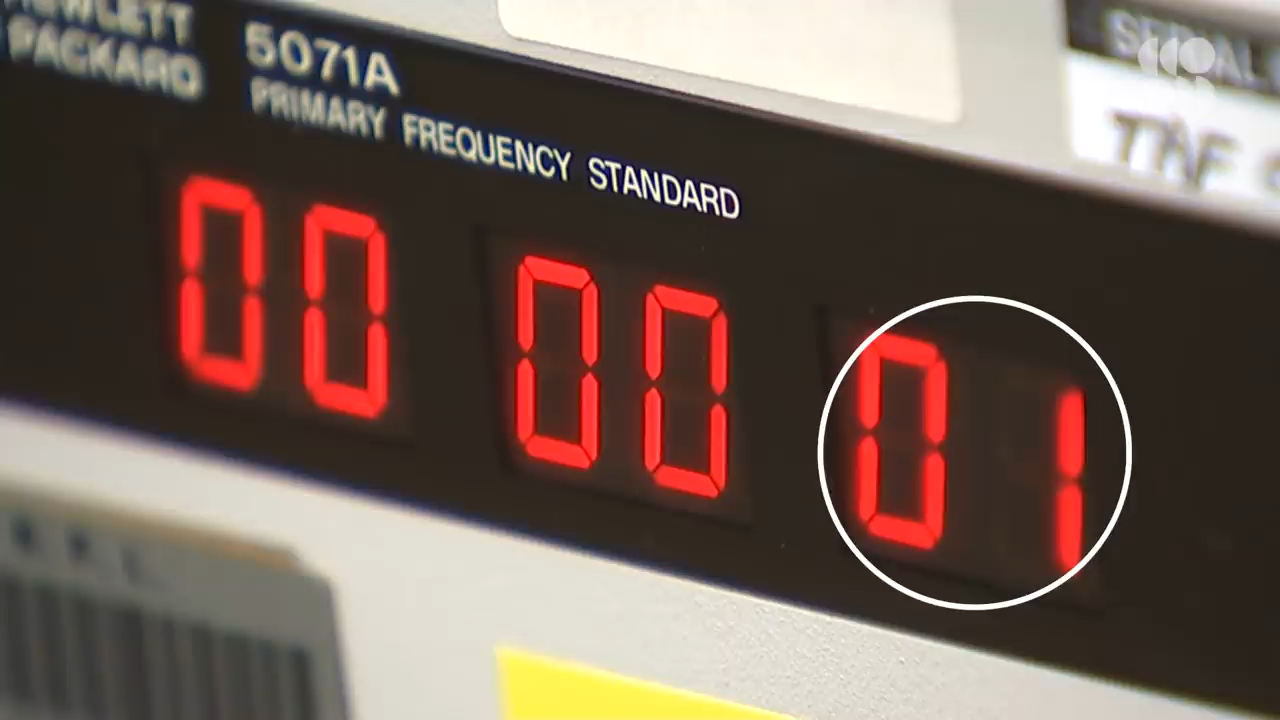 HEWLETT
PACKARD
5071A
PRIMARY FREQUENCY STANDARD
00 00 01